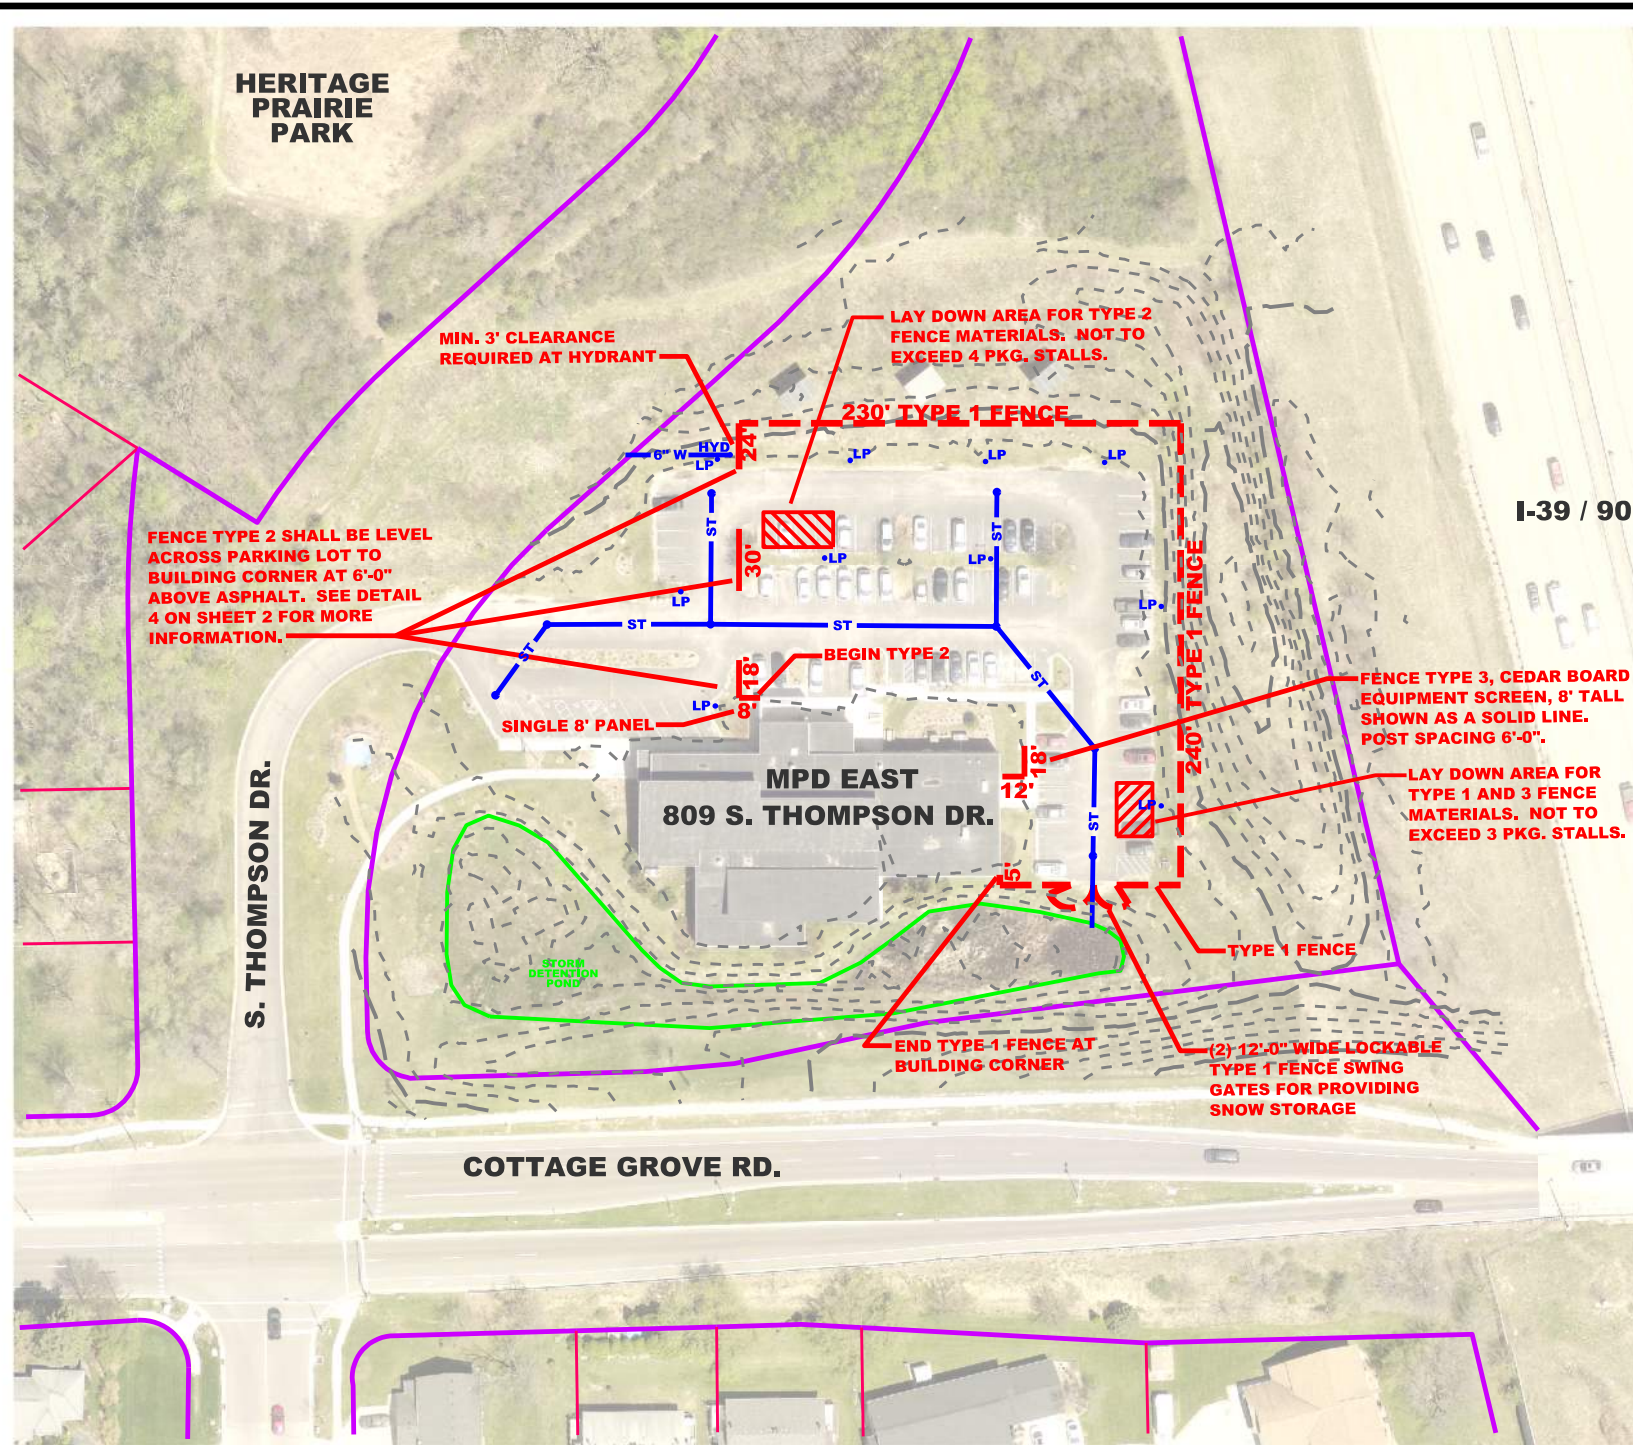 HERITAGE
PRAIRIE
PARK
MIN. 3' CLEARANCE
REQUIRED AT HYDRANT
LAY DOWN AREA FOR TYPE 2
FENCE MATERIALS.  NOT TO
EXCEED 4 PKG. STALLS.
230' TYPE 1 FENCE
24'
HYD
6" W
LP
LP
LP
LP
I-39 / 90
FENCE TYPE 2 SHALL BE LEVEL
ACROSS PARKING LOT TO
BUILDING CORNER AT 6'-0"
ABOVE ASPHALT.  SEE DETAIL
4 ON SHEET 2 FOR MORE
INFORMATION.
ST
ST
30'
LP
LP
LP
LP
240' TYPE 1 FENCE
ST
ST
ST
ST
BEGIN TYPE 2
18'
8'
LP
SINGLE 8' PANEL
FENCE TYPE 3, CEDAR BOARD
EQUIPMENT SCREEN, 8' TALL
SHOWN AS A SOLID LINE.
POST SPACING 6'-0".
18'
12'
MPD EAST
809 S. THOMPSON DR.
LAY DOWN AREA FOR
TYPE 1 AND 3 FENCE
MATERIALS.  NOT TO
EXCEED 3 PKG. STALLS.
LP
ST
5'
S. THOMPSON DR.
STORM
DETENTION
POND
TYPE 1 FENCE
END TYPE 1 FENCE AT
BUILDING CORNER
(2) 12'-0" WIDE LOCKABLE
TYPE 1 FENCE SWING
GATES FOR PROVIDING
SNOW STORAGE
COTTAGE GROVE RD.